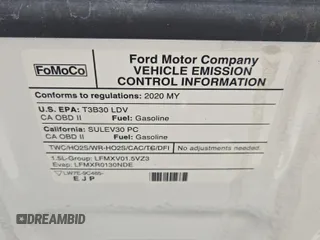 FoMoCo
Ford Motor Company
VEHICLE EMISSION
CONTROL INFORMATION
Conforms to regulations: 2020 MY
U.S. EPA: T3B30 LDV
CA OBD II Fuel: Gasoline
California: SULEV30 PC
CA OBD II Fuel: Gasoline
TWC/HO2S/WR-HO2S/CAC/TC/DFI No adjustments needed.
1.5L-Group: LFMXV01.5VZ3
Evap: LFMXR0130NDE
EJP
DREAMBID